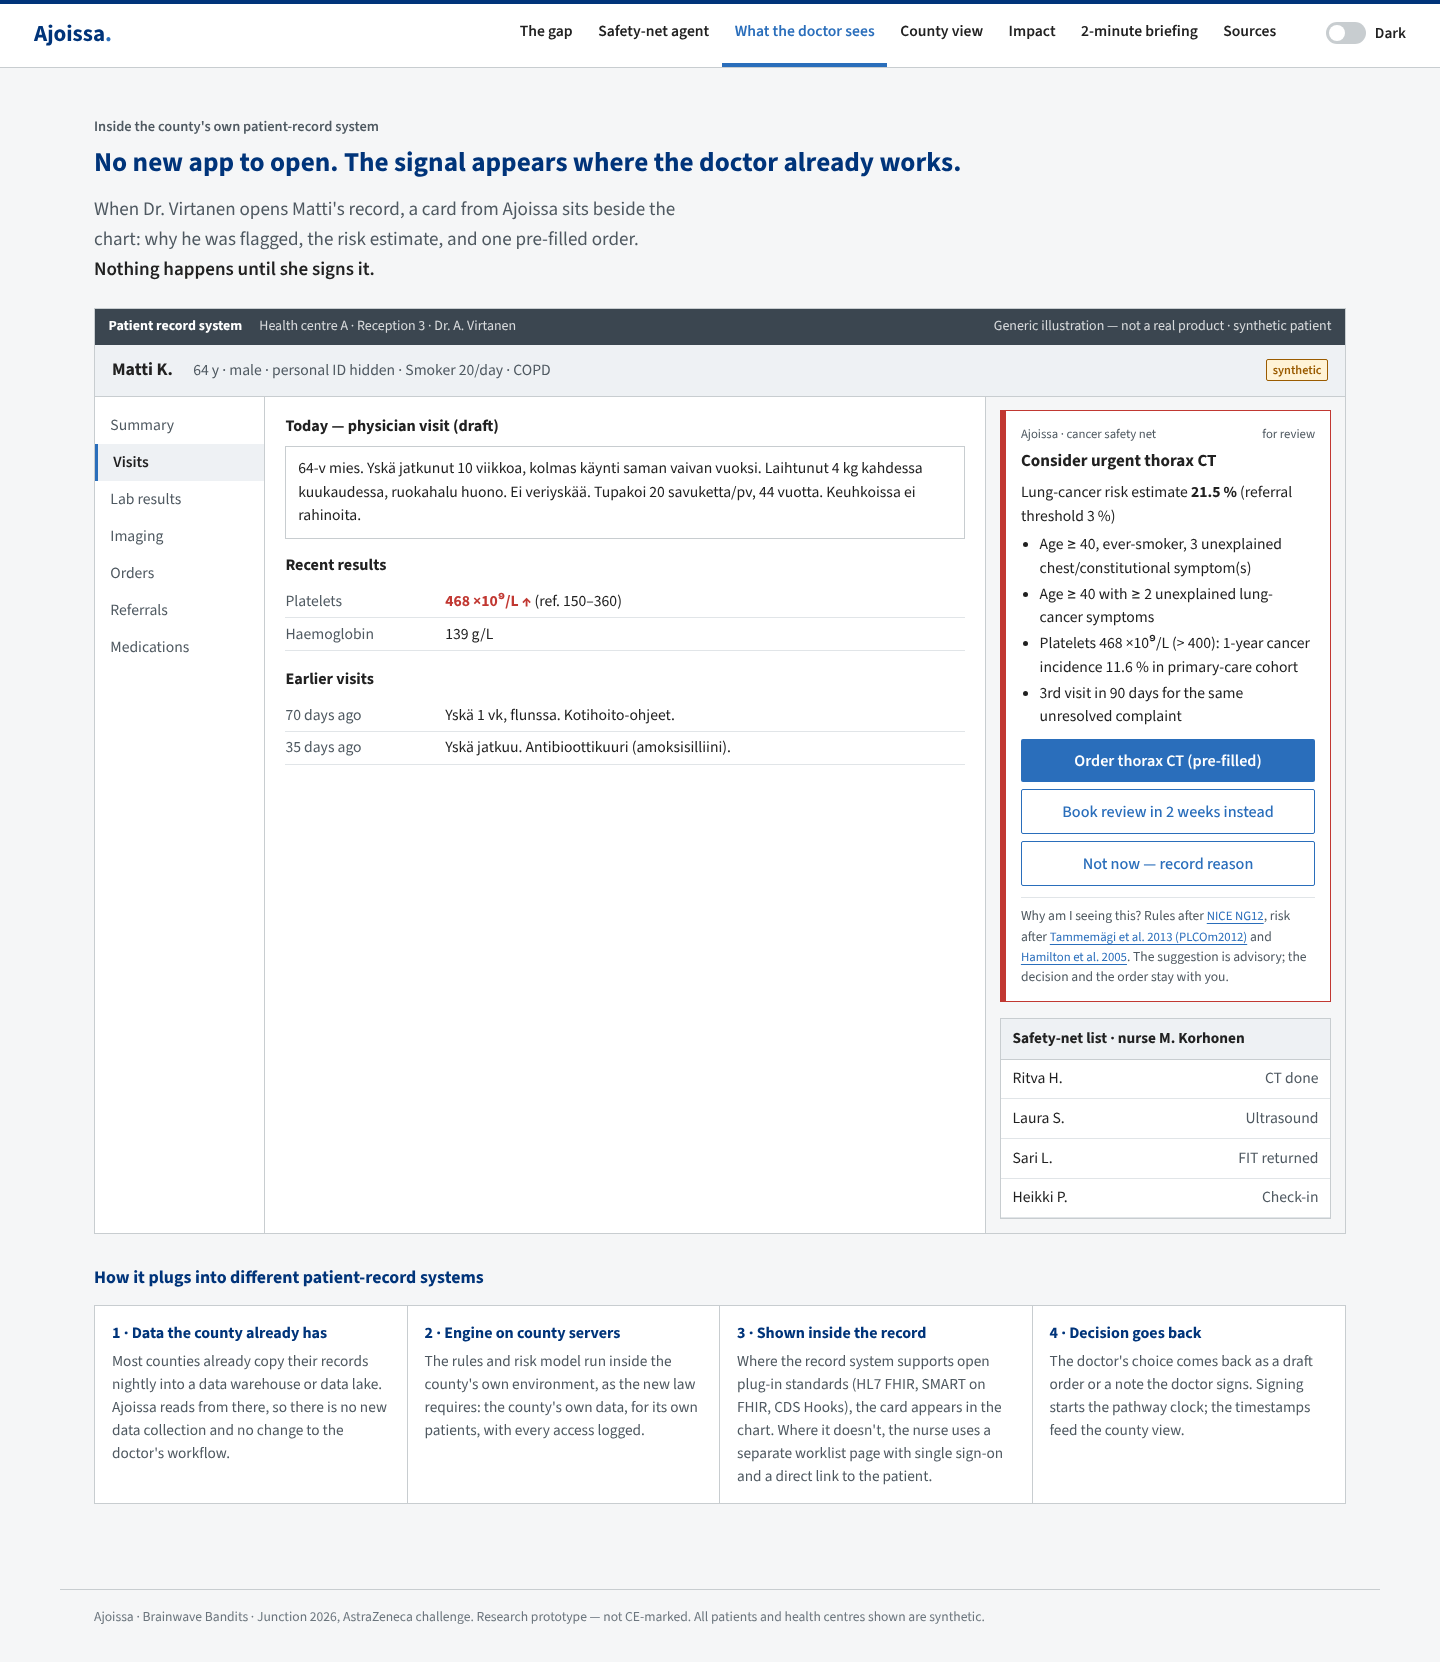 Ajoissa.
The gap
Safety-net agent
What the doctor sees
County view
Impact
2-minute briefing
Sources
Dark
Inside the county's own patient-record system
No new app to open. The signal appears where the doctor already works.
When Dr. Virtanen opens Matti's record, a card from Ajoissa sits beside the
chart: why he was flagged, the risk estimate, and one pre-filled order.
Nothing happens until she signs it.
Patient record system Health centre A · Reception 3 · Dr. A. Virtanen
Generic illustration — not a real product · synthetic patient
Matti K. 64 y · male · personal ID hidden · Smoker 20/day · COPD
synthetic
Summary
Visits
Lab results
Imaging
Orders
Referrals
Medications
Today — physician visit (draft)
64-v mies. Yskä jatkunut 10 viikkoa, kolmas käynti saman vaivan vuoksi. Laihtunut 4 kg kahdessa
kuukaudessa, ruokahalu huono. Ei veriyskää. Tupakoi 20 savuketta/pv, 44 vuotta. Keuhkoissa ei
rahinoita.
Recent results
Platelets 468 ×10⁹/L ↑ (ref. 150–360)
Haemoglobin 139 g/L
Earlier visits
70 days ago Yskä 1 vk, flunssa. Kotihoito-ohjeet.
35 days ago Yskä jatkuu. Antibioottikuuri (amoksisilliini).
Ajoissa · cancer safety net for review
Consider urgent thorax CT
Lung-cancer risk estimate 21.5 % (referral
threshold 3 %)
• Age ≥ 40, ever-smoker, 3 unexplained
chest/constitutional symptom(s)
• Age ≥ 40 with ≥ 2 unexplained lung-
cancer symptoms
• Platelets 468 ×10⁹/L (> 400): 1-year cancer
incidence 11.6 % in primary-care cohort
• 3rd visit in 90 days for the same
unresolved complaint
Order thorax CT (pre-filled)
Book review in 2 weeks instead
Not now — record reason
Why am I seeing this? Rules after NICE NG12, risk
after Tammemägi et al. 2013 (PLCOm2012) and
Hamilton et al. 2005. The suggestion is advisory; the
decision and the order stay with you.
Safety-net list · nurse M. Korhonen
Ritva H. CT done
Laura S. Ultrasound
Sari L. FIT returned
Heikki P. Check-in
How it plugs into different patient-record systems
1 · Data the county already has
Most counties already copy their records
nightly into a data warehouse or data lake.
Ajoissa reads from there, so there is no new
data collection and no change to the
doctor's workflow.
2 · Engine on county servers
The rules and risk model run inside the
county's own environment, as the new law
requires: the county's own data, for its own
patients, with every access logged.
3 · Shown inside the record
Where the record system supports open
plug-in standards (HL7 FHIR, SMART on
FHIR, CDS Hooks), the card appears in the
chart. Where it doesn't, the nurse uses a
separate worklist page with single sign-on
and a direct link to the patient.
4 · Decision goes back
The doctor's choice comes back as a draft
order or a note the doctor signs. Signing
starts the pathway clock; the timestamps
feed the county view.
Ajoissa · Brainwave Bandits · Junction 2026, AstraZeneca challenge. Research prototype — not CE-marked. All patients and health centres shown are synthetic.